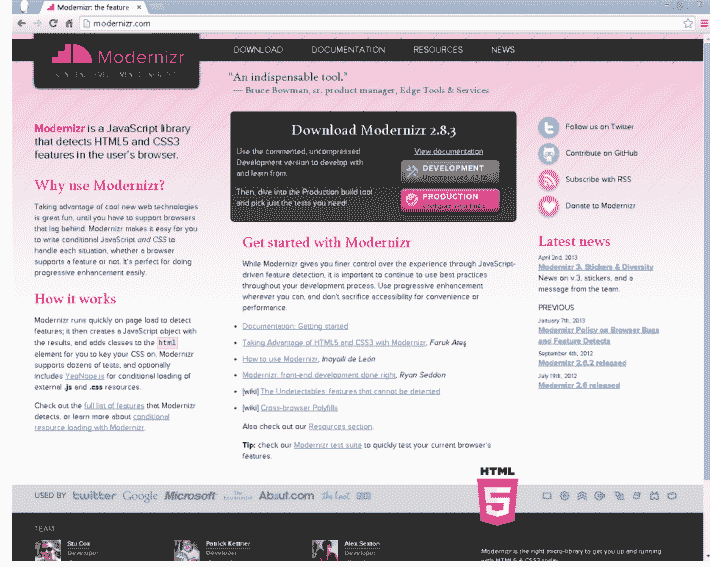 Modernizr: the feature
modernizr.com
Modernizr
DOWNLOAD DOCUMENTATION RESOURCES NEWS
"An indispensable tool."
— Bruce Bowman, sr. product manager, Edge Tools & Services
Modernizr is a JavaScript library
that detects HTML5 and CSS3
features in the user's browser.
Why use Modernizr?
Taking advantage of cool new web technologies
is great fun, until you have to support browsers
that lag behind. Modernizr makes it easy for you
to write conditional JavaScript and CSS to
handle each situation, whether a browser
supports a feature or not. It's perfect for doing
progressive enhancement easily.
How it works
Modernizr runs quickly on page load to detect
features; it then creates a JavaScript object with
the results, and adds classes to the html
element for you to key your CSS on. Modernizr
supports dozens of tests, and optionally
includes YepNope.js for conditional loading of
external .js and .css resources.
Check out the full list of features that Modernizr
detects, or learn more about conditional
resource loading with Modernizr.
Download Modernizr 2.8.3
Use the commented, uncompressed
Development version to develop with
and learn from.
Then, dive into the Production build tool
and pick just the tests you need!
View documentation
DEVELOPMENT
PRODUCTION
Get started with Modernizr
While Modernizr gives you finer control over the experience through JavaScript-
driven feature detection, it is important to continue to use best practices
throughout your development process. Use progressive enhancement
wherever you can, and don't sacrifice accessibility for convenience or
performance.
• Documentation: Getting started
• Taking Advantage of HTML5 and CSS3 with Modernizr, Faruk Ateş
• How to use Modernizr, Inayaili de León
• Modernizr: front-end development done right, Ryan Seddon
• [wiki] The Undetectables: features that cannot be detected
• [wiki] Cross-browser Polyfills
Also check out our Resources section.
Tip: check our Modernizr test suite to quickly test your current browser's
features.
Follow us on Twitter
Contribute on GitHub
Subscribe with RSS
Donate to Modernizr
Latest news
April 2nd, 2013
Modernizr 3, Stickers & Diversity
News on v.3, stickers, and a
message from the team.
PREVIOUS
January 7th, 2013
Modernizr Policy on Browser Bugs
and Feature Detects
September 4th, 2012
Modernizr 2.6.2 released
July 19th, 2012
Modernizr 2.6 released
HTML
5
USED BY twitter Google Microsoft About.com
TEAM
Stu Cox
Developer
Patrick Kettner
Developer
Alex Sexton
Developer
Modernizr is the right micro-library to get you up and running
with HTML5 & CSS3 today.